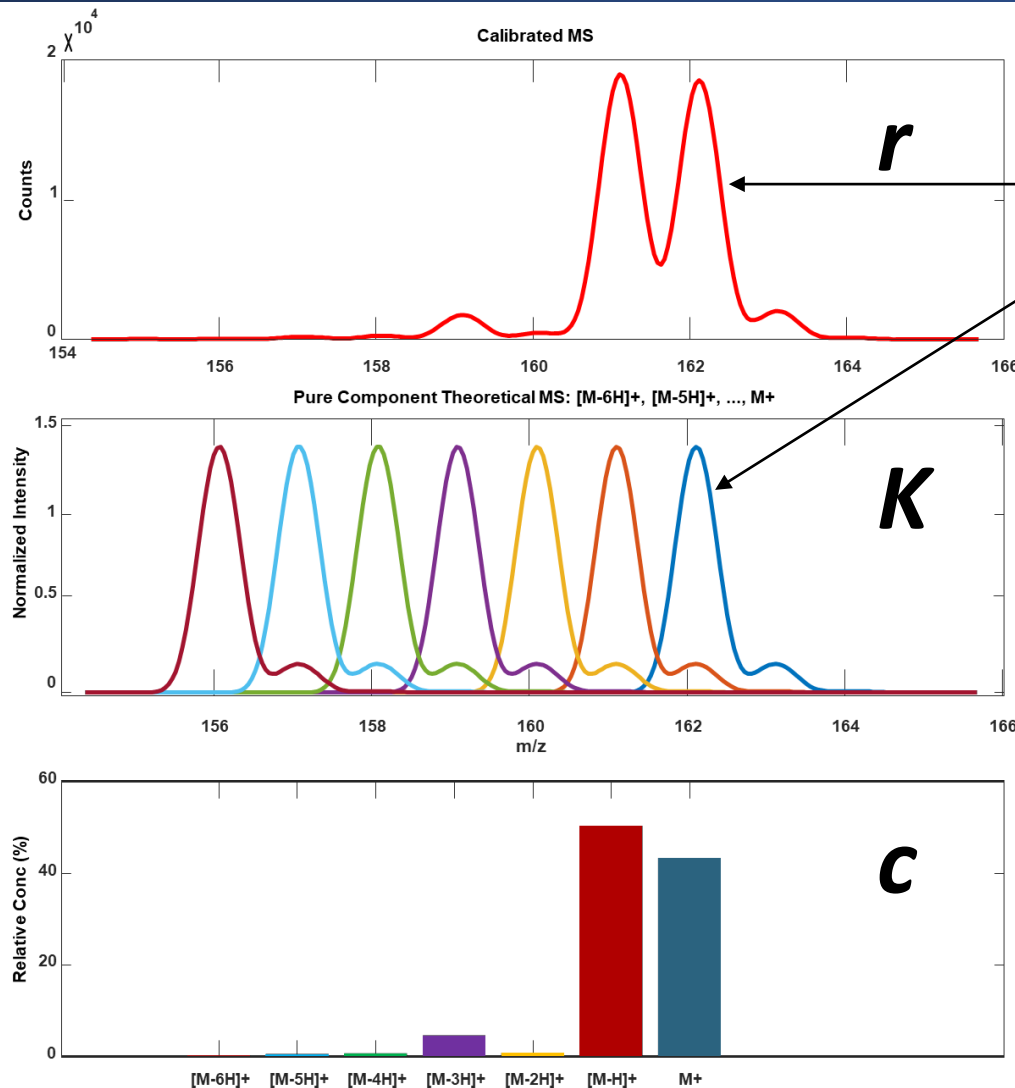 X 10^4
Calibrated MS
2
1
0
Counts
r
154 156 158 160 162 164 166
Pure Component Theoretical MS: [M-6H]+, [M-5H]+, ..., M+
1.5
1
0.5
0
Normalized Intensity
K
156 158 160 162 164 166
m/z
60
40
20
0
Relative Conc (%)
c
[M-6H]+ [M-5H]+ [M-4H]+ [M-3H]+ [M-2H]+ [M-H]+ M+